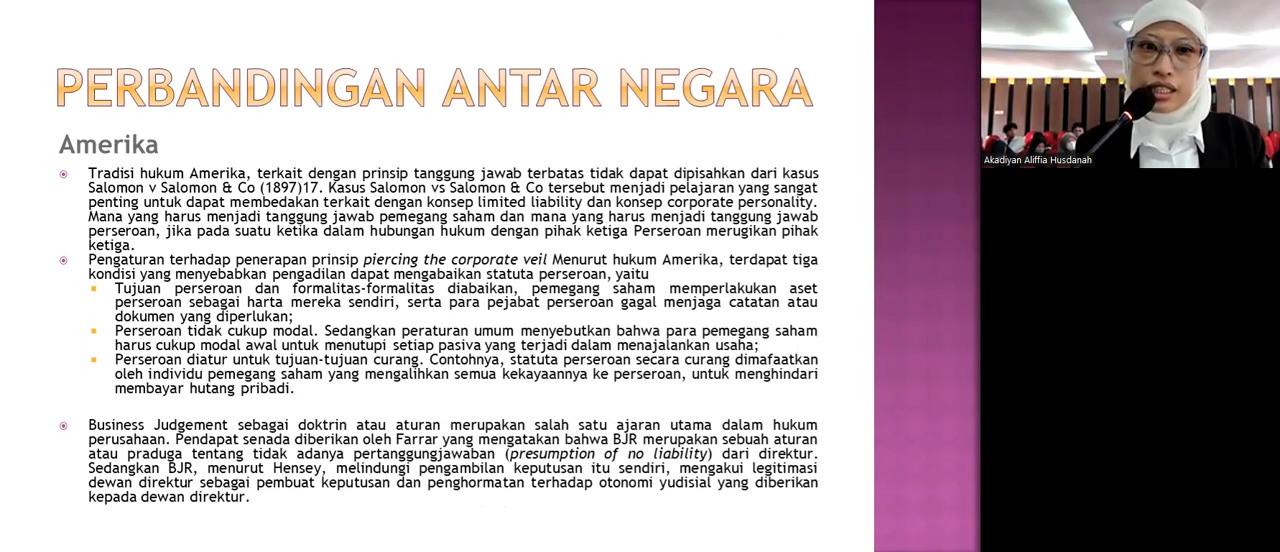 PERBANDINGAN ANTAR NEGARA
Amerika
Tradisi hukum Amerika, terkait dengan prinsip tanggung jawab terbatas tidak dapat dipisahkan dari kasus
Salomon v Salomon & Co (1897)17. Kasus Salomon vs Salomon & Co tersebut menjadi pelajaran yang sangat
penting untuk dapat membedakan terkait dengan konsep limited liability dan konsep corporate personality.
Mana yang harus menjadi tanggung jawab pemegang saham dan mana yang harus menjadi tanggung jawab
perseroan, jika pada suatu ketika dalam hubungan hukum dengan pihak ketiga Perseroan merugikan pihak
ketiga.
Pengaturan terhadap penerapan prinsip piercing the corporate veil Menurut hukum Amerika, terdapat tiga
kondisi yang menyebabkan pengadilan dapat mengabaikan statuta perseroan, yaitu
Tujuan perseroan dan formalitas-formalitas diabaikan, pemegang saham memperlakukan aset
perseroan sebagai harta mereka sendiri, serta para pejabat perseroan gagal menjaga catatan atau
dokumen yang diperlukan;
Perseroan tidak cukup modal. Sedangkan peraturan umum menyebutkan bahwa para pemegang saham
harus cukup modal awal untuk menutupi setiap pasiva yang terjadi dalam menajalankan usaha;
Perseroan diatur untuk tujuan-tujuan curang. Contohnya, statuta perseroan secara curang dimafaatkan
oleh individu pemegang saham yang mengalihkan semua kekayaannya ke perseroan, untuk menghindari
membayar hutang pribadi.
Business Judgement sebagai doktrin atau aturan merupakan salah satu ajaran utama dalam hukum
perusahaan. Pendapat senada diberikan oleh Farrar yang mengatakan bahwa BJR merupakan sebuah aturan
atau praduga tentang tidak adanya pertanggungjawaban (presumption of no liability) dari direktur.
Sedangkan BJR, menurut Hensey, melindungi pengambilan keputusan itu sendiri, mengakui legitimasi
dewan direktur sebagai pembuat keputusan dan penghormatan terhadap otonomi yudisial yang diberikan
kepada dewan direktur.
Akadiyan Aliffia Husdanah